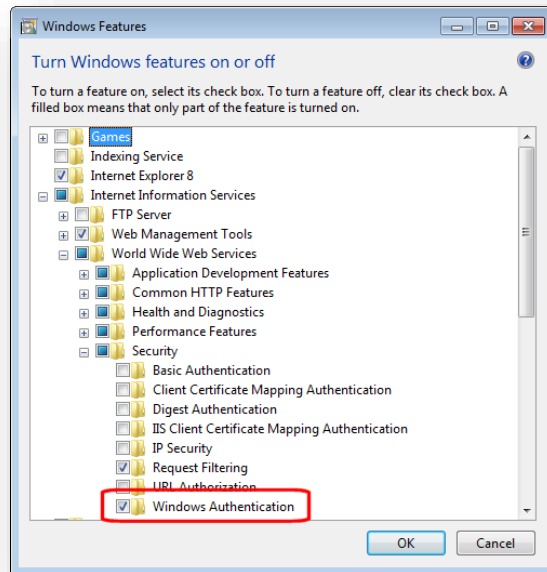 Windows Features
Turn Windows features on or off
To turn a feature on, select its check box. To turn a feature off, clear its check box. A
filled box means that only part of the feature is turned on.
Games
Indexing Service
Internet Explorer 8
Internet Information Services
FTP Server
Web Management Tools
World Wide Web Services
Application Development Features
Common HTTP Features
Health and Diagnostics
Performance Features
Security
Basic Authentication
Client Certificate Mapping Authentication
Digest Authentication
IIS Client Certificate Mapping Authentication
IP Security
Request Filtering
URL Authorization
Windows Authentication
OK
Cancel